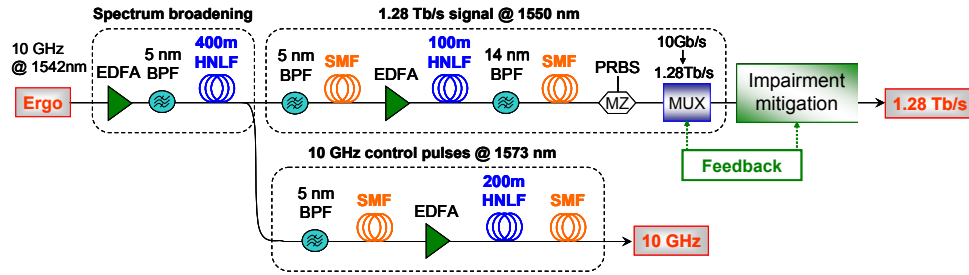 Spectrum broadening
1.28 Tb/s signal @ 1550 nm
10 GHz
@ 1542nm
Ergo
EDFA
5 nm
BPF
400m
HNLF
5 nm
BPF
SMF
EDFA
100m
HNLF
14 nm
BPF
SMF
PRBS
MZ
10Gb/s
1.28Tb/s
MUX
Impairment
mitigation
1.28 Tb/s
Feedback
10 GHz control pulses @ 1573 nm
5 nm
BPF
SMF
EDFA
200m
HNLF
SMF
10 GHz